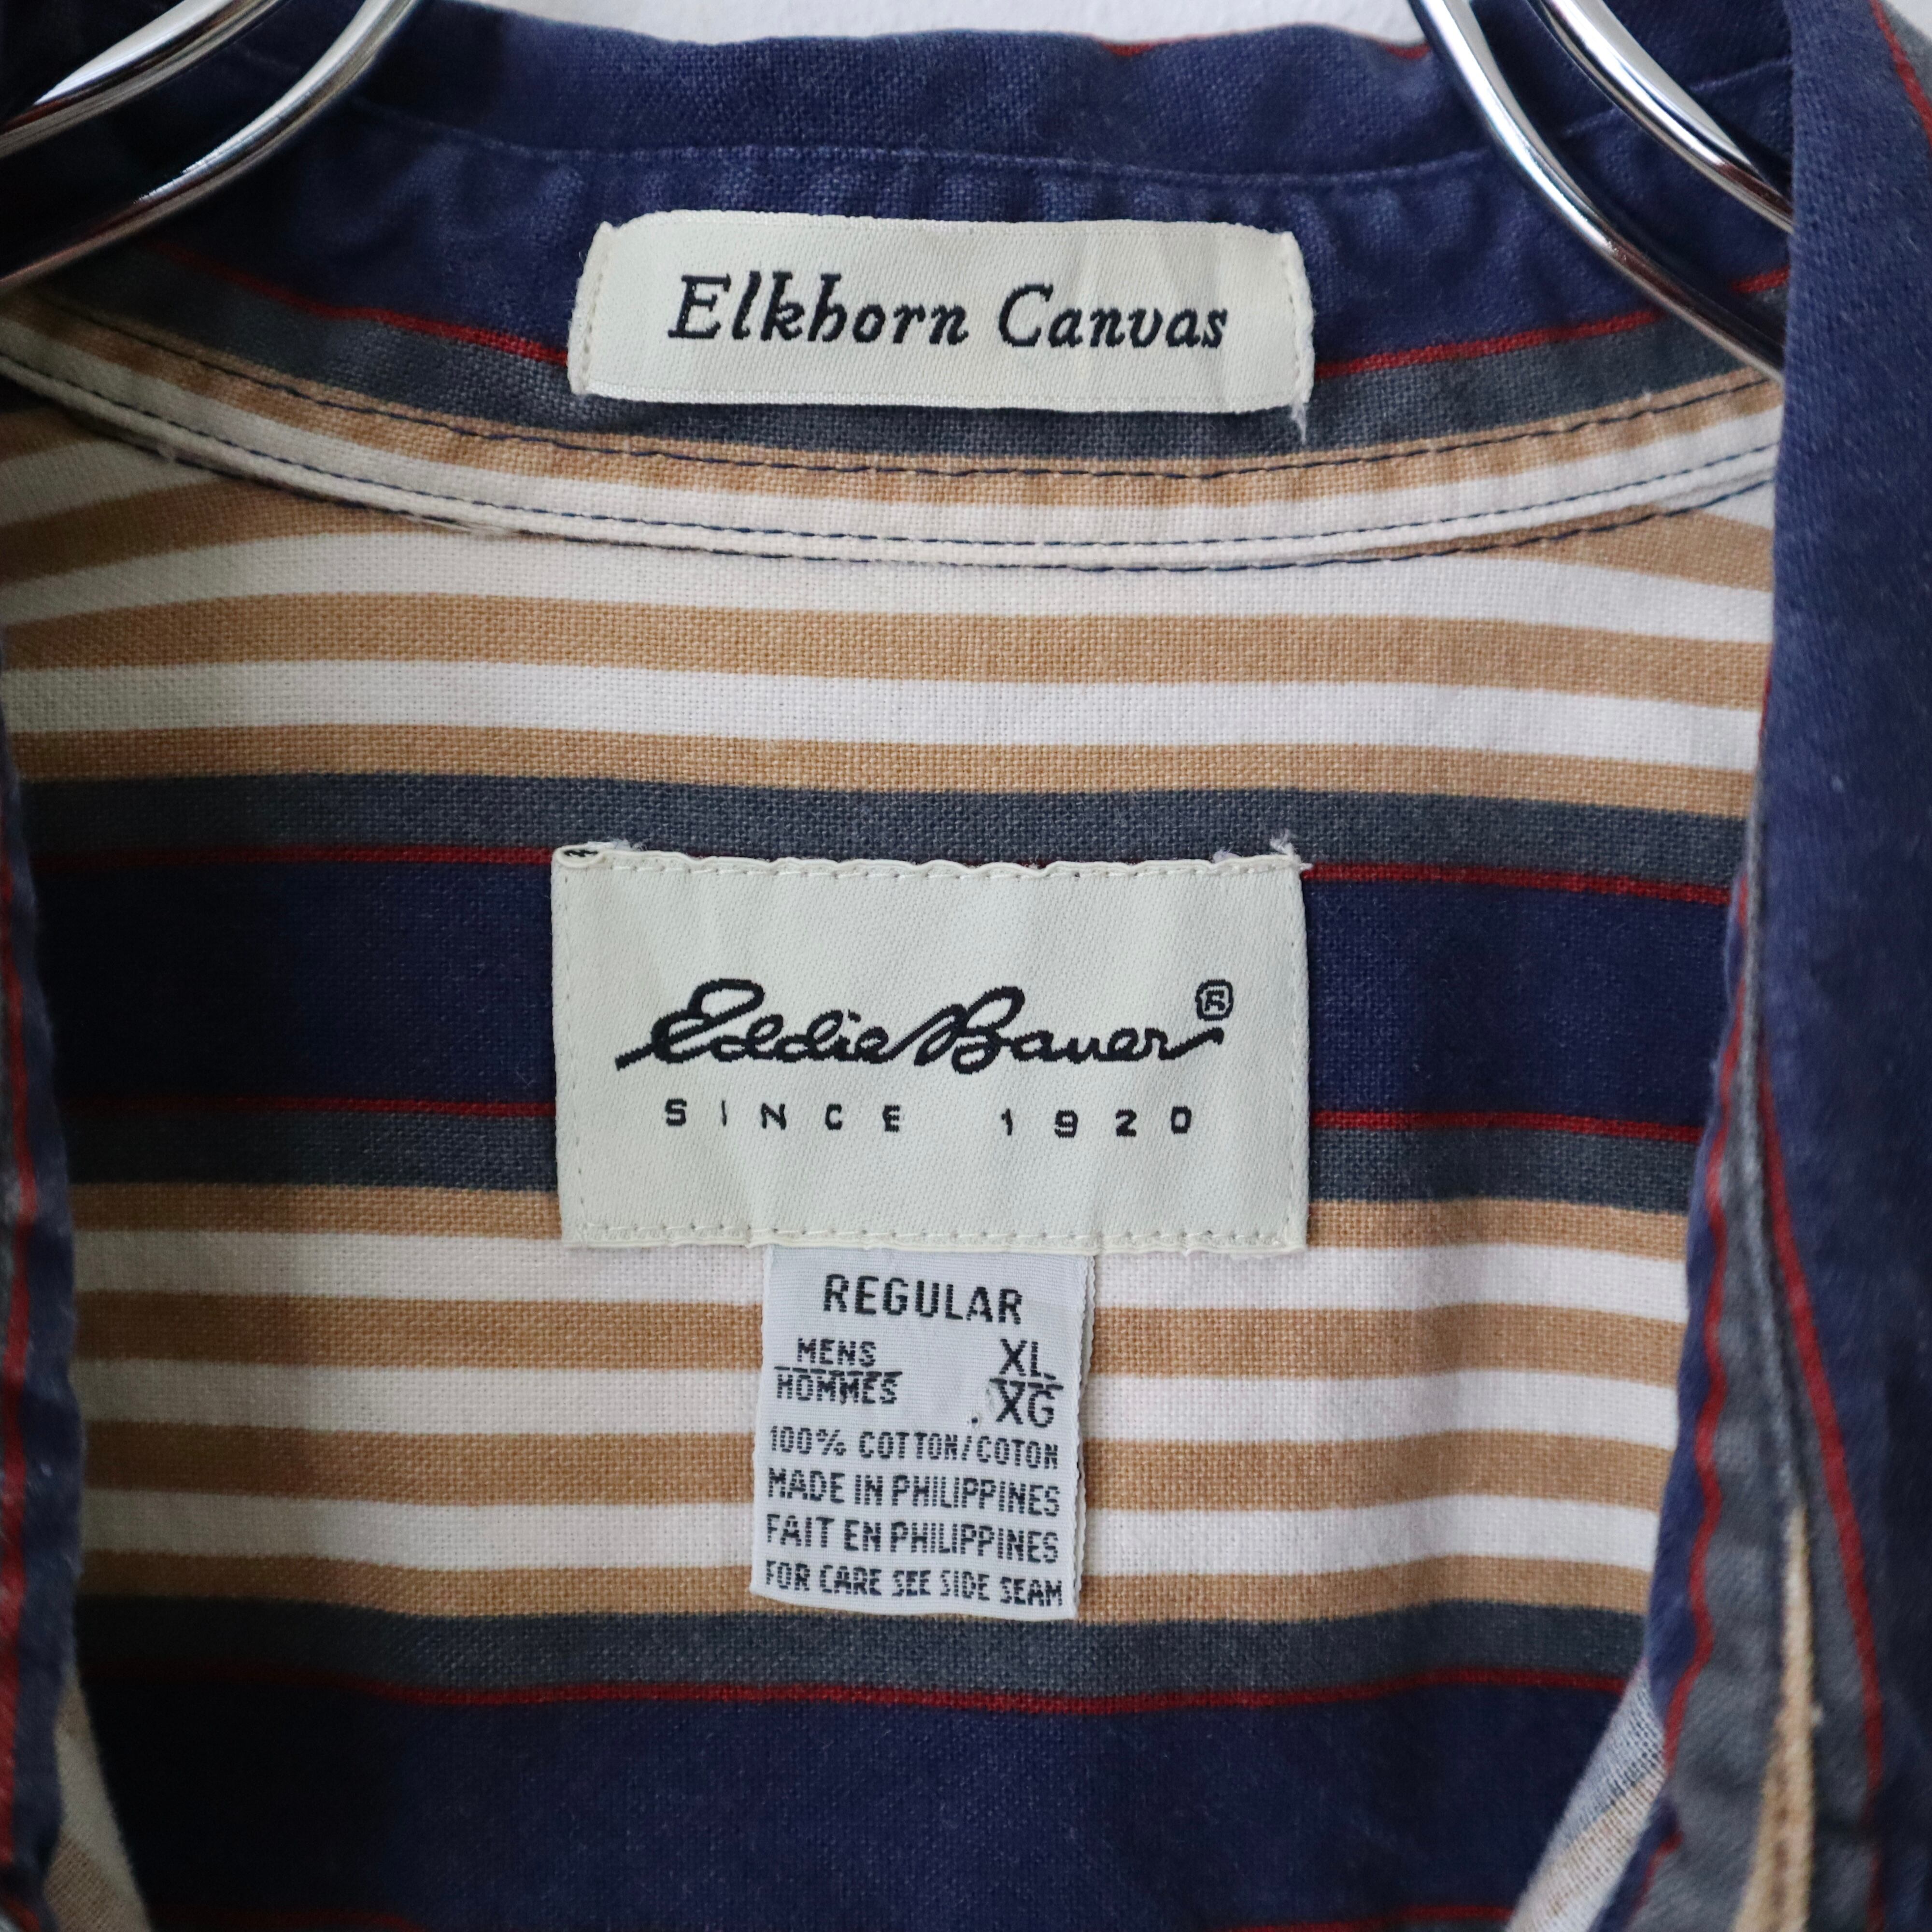 Elkhorn Canvas
Eddie Bauer®
SINCE 1920
REGULAR
MENS XL
HOMMES XG
100% COTTON/COTON
MADE IN PHILIPPINES
FAIT EN PHILIPPINES
FOR CARE SEE SIDE SEAM